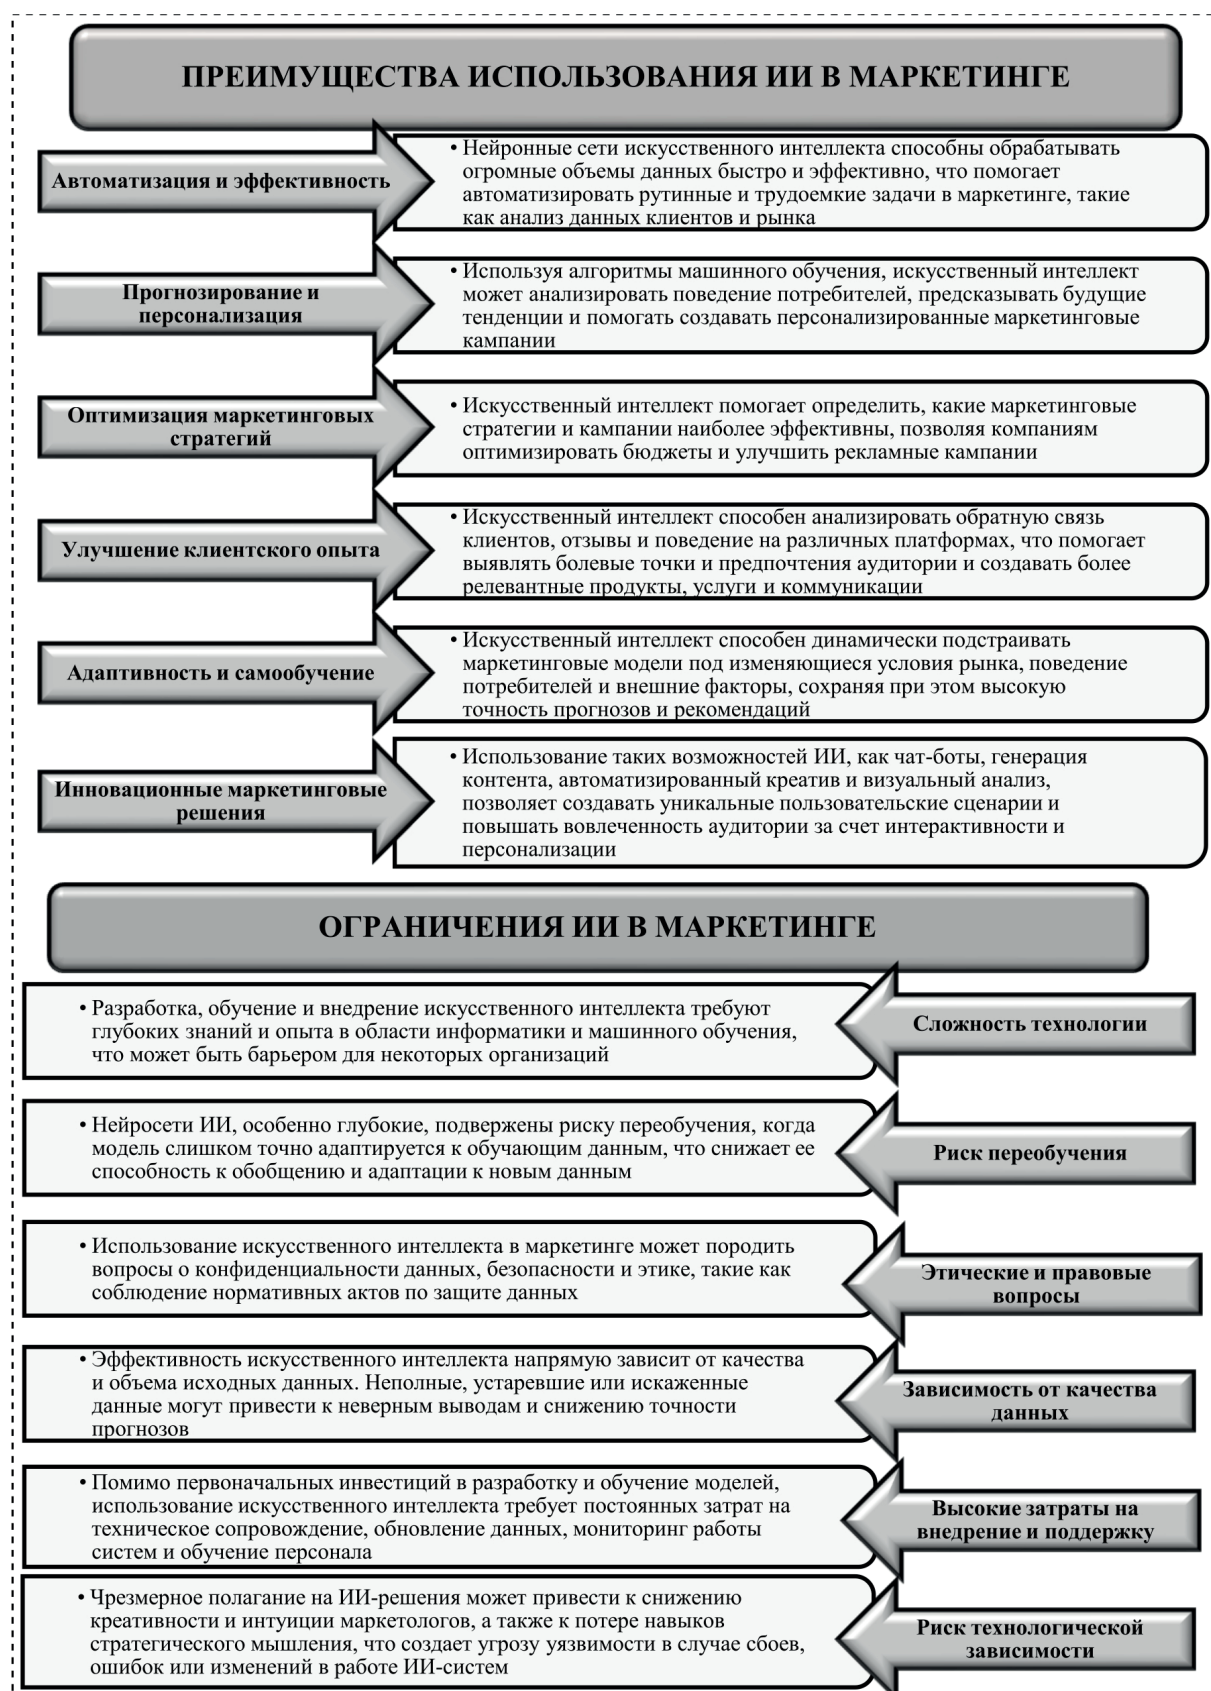 ПРЕИМУЩЕСТВА ИСПОЛЬЗОВАНИЯ ИИ В МАРКЕТИНГЕ
Автоматизация и эффективность
• Нейронные сети искусственного интеллекта способны обрабатывать
огромные объемы данных быстро и эффективно, что помогает
автоматизировать рутинные и трудоемкие задачи в маркетинге, такие
как анализ данных клиентов и рынка
Прогнозирование и
персонализация
• Используя алгоритмы машинного обучения, искусственный интеллект
может анализировать поведение потребителей, предсказывать будущие
тенденции и помогать создавать персонализированные маркетинговые
кампании
Оптимизация маркетинговых
стратегий
• Искусственный интеллект помогает определить, какие маркетинговые
стратегии и кампании наиболее эффективны, позволяя компаниям
оптимизировать бюджеты и улучшить рекламные кампании
Улучшение клиентского опыта
• Искусственный интеллект способен анализировать обратную связь
клиентов, отзывы и поведение на различных платформах, что помогает
выявлять болевые точки и предпочтения аудитории и создавать более
релевантные продукты, услуги и коммуникации
Адаптивность и самообучение
• Искусственный интеллект способен динамически подстраивать
маркетинговые модели под изменяющиеся условия рынка, поведение
потребителей и внешние факторы, сохраняя при этом высокую
точность прогнозов и рекомендаций
Инновационные маркетинговые
решения
• Использование таких возможностей ИИ, как чат-боты, генерация
контента, автоматизированный креатив и визуальный анализ,
позволяет создавать уникальные пользовательские сценарии и
повышать вовлеченность аудитории за счет интерактивности и
персонализации
ОГРАНИЧЕНИЯ ИИ В МАРКЕТИНГЕ
• Разработка, обучение и внедрение искусственного интеллекта требуют
глубоких знаний и опыта в области информатики и машинного обучения,
что может быть барьером для некоторых организаций
Сложность технологии
• Нейросети ИИ, особенно глубокие, подвержены риску переобучения, когда
модель слишком точно адаптируется к обучающим данным, что снижает ее
способность к обобщению и адаптации к новым данным
Риск переобучения
• Использование искусственного интеллекта в маркетинге может породить
вопросы о конфиденциальности данных, безопасности и этике, такие как
соблюдение нормативных актов по защите данных
Этические и правовые
вопросы
• Эффективность искусственного интеллекта напрямую зависит от качества
и объема исходных данных. Неполные, устаревшие или искаженные
данные могут привести к неверным выводам и снижению точности
прогнозов
Зависимость от качества
данных
• Помимо первоначальных инвестиций в разработку и обучение моделей,
использование искусственного интеллекта требует постоянных затрат на
техническое сопровождение, обновление данных, мониторинг работы
систем и обучение персонала
Высокие затраты на
внедрение и поддержку
• Чрезмерное полагание на ИИ-решения может привести к снижению
креативности и интуиции маркетологов, а также к потере навыков
стратегического мышления, что создает угрозу уязвимости в случае сбоев,
ошибок или изменений в работе ИИ-систем
Риск технологической
зависимости